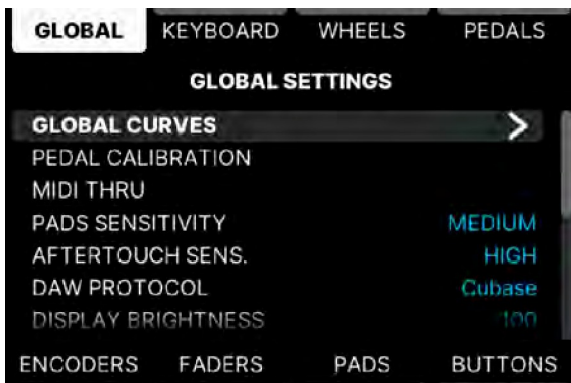 GLOBAL KEYBOARD WHEELS PEDALS
GLOBAL SETTINGS
GLOBAL CURVES >
PEDAL CALIBRATION
MIDI THRU
PADS SENSITIVITY MEDIUM
AFTERTOUCH SENS. HIGH
DAW PROTOCOL Cubase
DISPLAY BRIGHTNESS 100
ENCODERS FADERS PADS BUTTONS